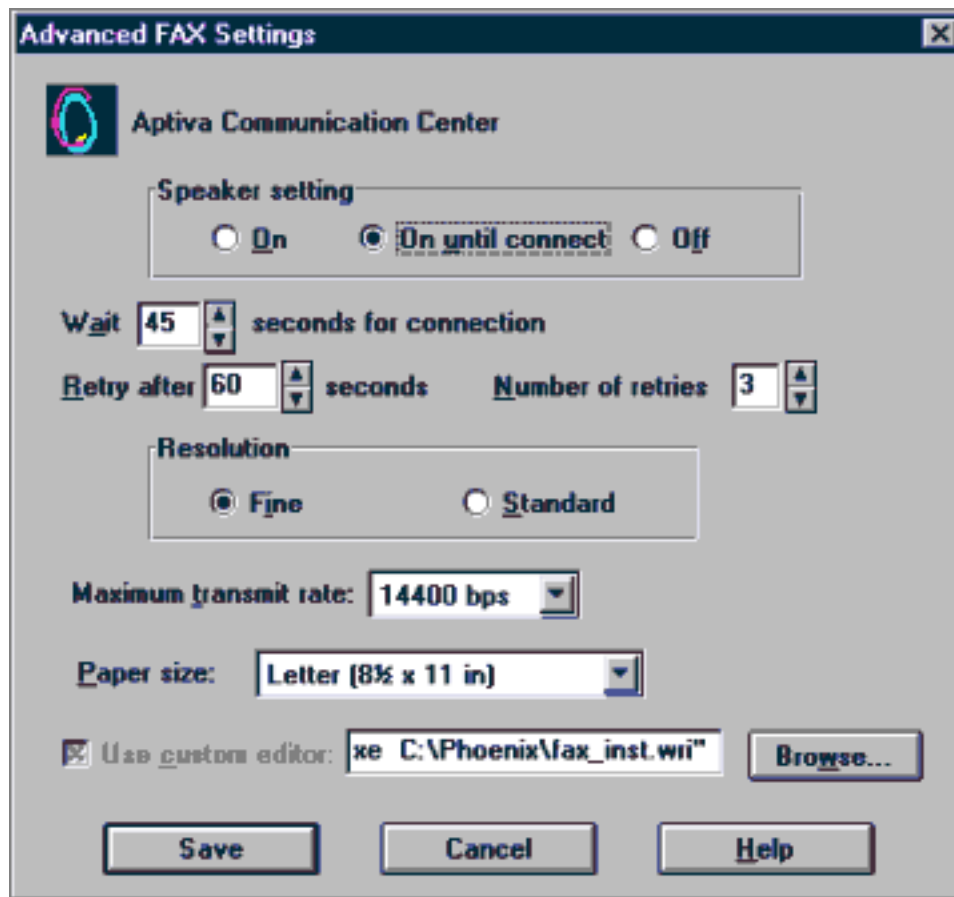 Advanced FAX Settings
Aptiva Communication Center
Speaker setting
On On until connect Off
Wait 45 seconds for connection
Retry after 60 seconds Number of retries 3
Resolution
Fine Standard
Maximum transmit rate: 14400 bps
Paper size: Letter (8½ x 11 in)
Use custom editor: xe C:\Phoenix\fax_inst.wri" Browse...
Save Cancel Help